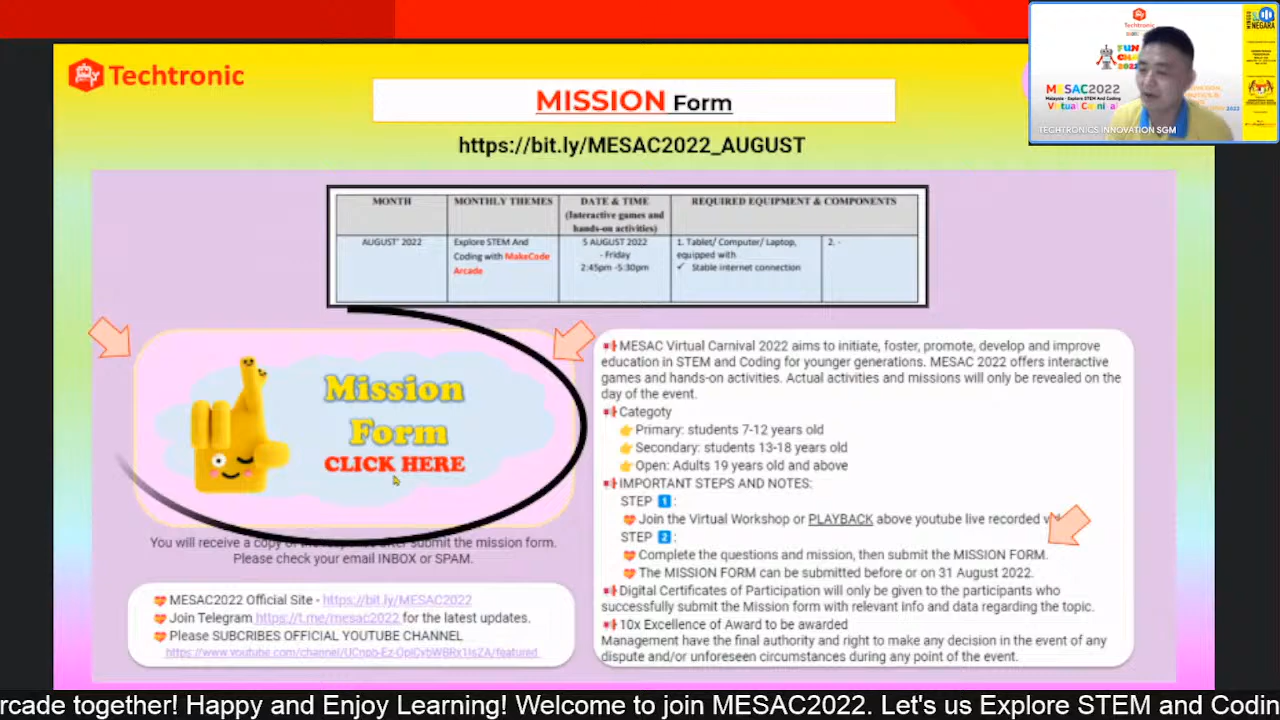 Techtronic
MISSION Form
https://bit.ly/MESAC2022_AUGUST
MONTH
MONTHLY THEMES
DATE & TIME
(Interactive games and
hands-on activities)
REQUIRED EQUIPMENT & COMPONENTS
AUGUST' 2022
Explore STEM And
Coding with MakeCode
Arcade
5 AUGUST 2022
- Friday
2:45pm -5:30pm
1. Tablet/ Computer/ Laptop,
equipped with
✓ Stable internet connection
2. -
Mission
Form
CLICK HERE
You will receive a copy of
after submit the mission form.
Please check your email INBOX or SPAM.
MESAC2022 Official Site - https://bit.ly/MESAC2022
Join Telegram https://t.me/mesac2022 for the latest updates.
Please SUBCRIBES OFFICIAL YOUTUBE CHANNEL
MESAC Virtual Carnival 2022 aims to initiate, foster, promote, develop and improve
education in STEM and Coding for younger generations. MESAC 2022 offers interactive
games and hands-on activities. Actual activities and missions will only be revealed on the
day of the event.
Categoty
Primary: students 7-12 years old
Secondary: students 13-18 years old
Open: Adults 19 years old and above
IMPORTANT STEPS AND NOTES:
STEP 1 :
Join the Virtual Workshop or PLAYBACK above youtube live recorded
STEP 2 :
Complete the questions and mission, then submit the MISSION FORM.
The MISSION FORM can be submitted before or on 31 August 2022.
Digital Certificates of Participation will only be given to the participants who
successfully submit the Mission form with relevant info and data regarding the topic.
10x Excellence of Award to be awarded
Management have the final authority and right to make any decision in the event of any
dispute and/or unforeseen circumstances during any point of the event.
Techtronic
MESAC2022
Malaysia - Explore STEM And Coding
Virtual Carnival
TECHTRONICS INNOVATION SGM
NEGARA
rcade together! Happy and Enjoy Learning! Welcome to join MESAC2022. Let's us Explore STEM and Codin